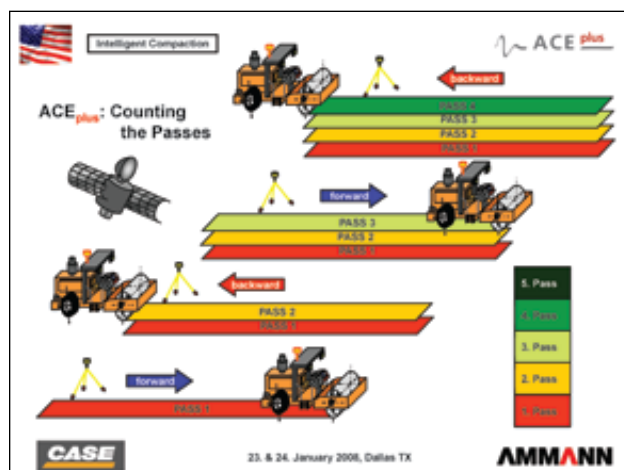 Intelligent Compaction
ACE plus
backward
ACEplus: Counting
the Passes
PASS 4
PASS 3
PASS 2
PASS 1
forward
PASS 3
PASS 2
PASS 1
backward
PASS 2
PASS 1
5. Pass
4. Pass
3. Pass
2. Pass
1. Pass
forward
PASS 1
CASE
23. & 24. January 2008, Dallas TX
AMMANN